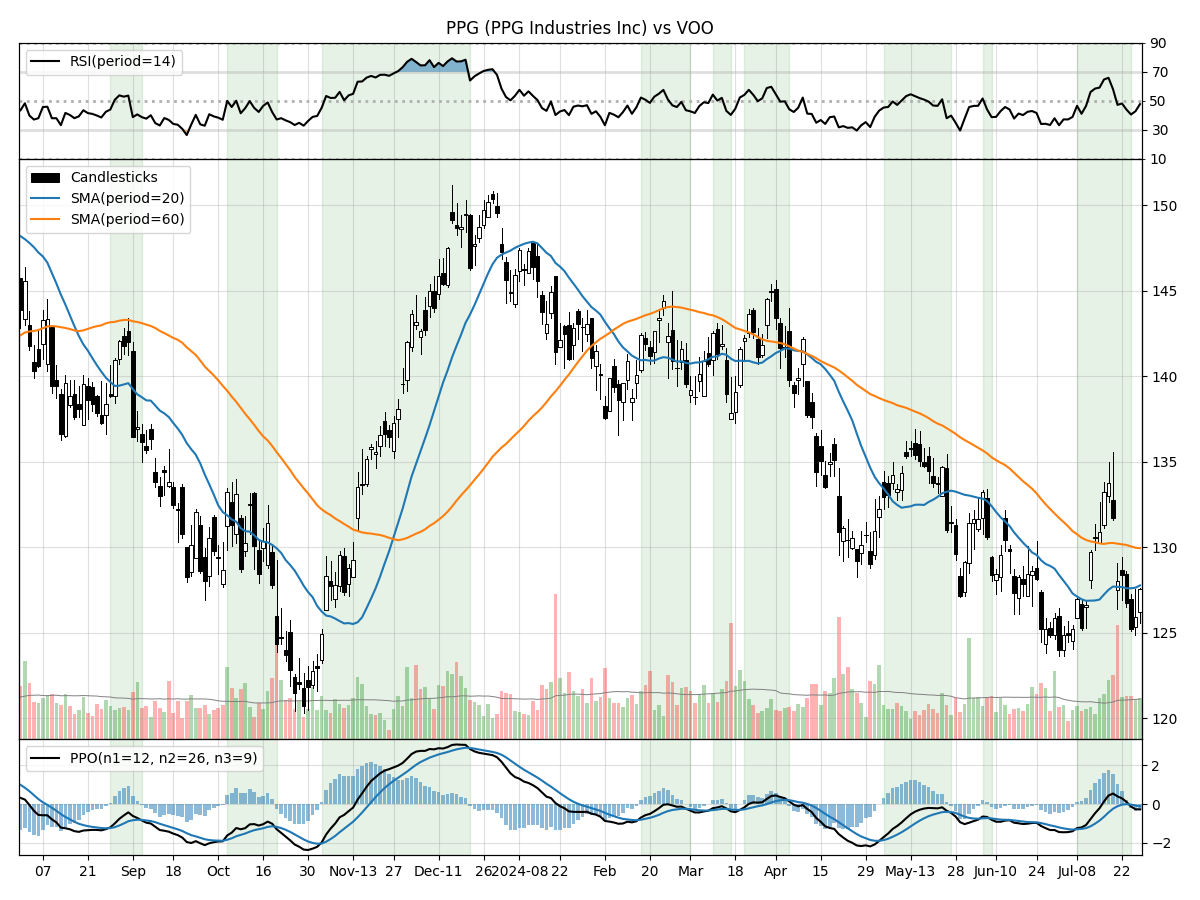 PPG (PPG Industries Inc) vs VOO
RSI(period=14)
90
70
50
30
10
Candlesticks
SMA(period=20)
SMA(period=60)
150
145
140
135
130
125
120
PPO(n1=12, n2=26, n3=9)
2
0
−2
07 21 Sep 18 Oct 16 30 Nov-13 27 Dec-11 26 2024-08 22 Feb 20 Mar 18 Apr 15 29 May-13 28 Jun-10 24 Jul-08 22